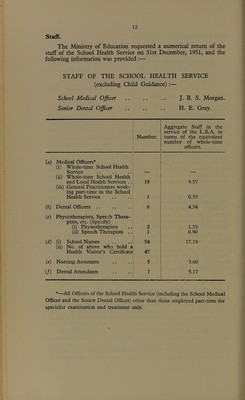 12
Staff.
The Ministry of Education requested a numerical return of the
staff of the School Health Service on 31st December, 1951, and the
following information was provided :—
STAFF OF THE SCHOOL HEALTH SERVICE
(excluding Child Guidance) :—
School Medical Officer .. .. .. J. B. S. Morgan.
Senior Dental Officer .. .. .. H. E. Gray.
Number. Aggregate Staff in the
service of the L.E.A. in
terms of the equivalent
number of whole-time
officers.
(a) Medical Officers*
(i) Whole-time School Health
Service — —
(ii) Whole-time School Health
and Local Health Services .. 19 9.57
(iii) General Practitioners work-
ing part-time in the School
Health Service .. .. 1 0.33
(b) Dental Officers .. .. .. 6 4.34
(c) Physiotherapists, Speech Thera-
pists, etc. (Specify)
(i) Physiotherapists .. 2 1.33
(ii) Speech Therapists .. 1 0.90
(d) (i) School Nurses .. .. 54 17.19
(ii) No. of above who hold a
Health Visitor's Certificate 47
(e) Nursing Assistants .. .. 5 3.60
(f) Dental Attendants .. .. 7 5.17
*—All Officers of the School Health Service (including the School Medical
Officer and the Senior Dental Officer) other than those employed part-time for
specialist examination and treatment only.